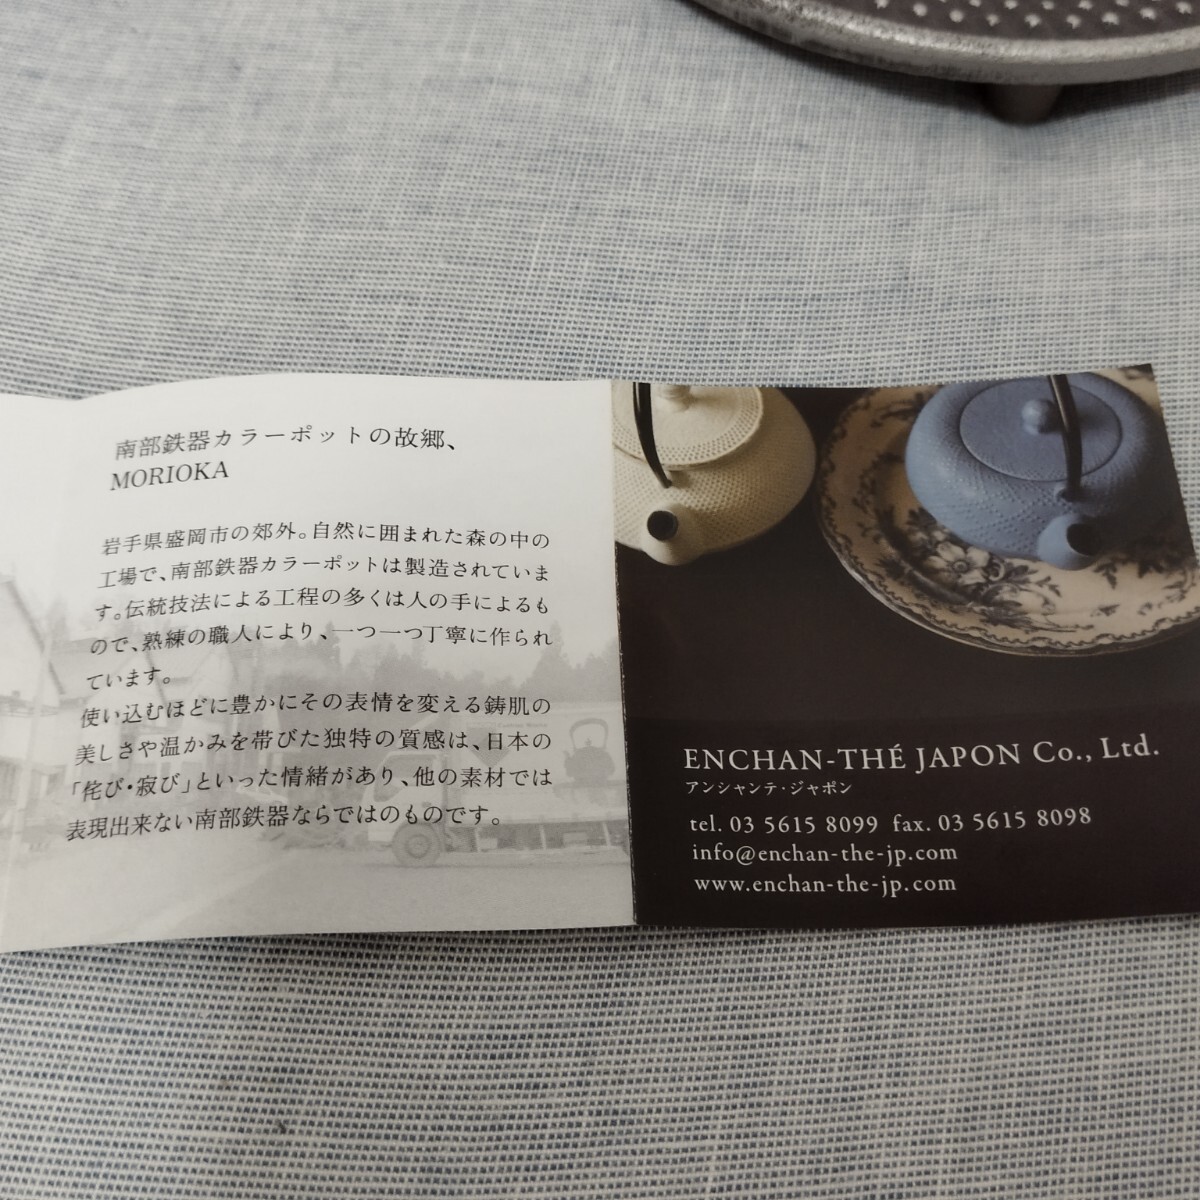 南部鉄器カラーポットの故郷、
MORIOKA
岩手県盛岡市の郊外。自然に囲まれた森の中の
工場で、南部鉄器カラーポットは製造されていま
す。伝統技法による工程の多くは人の手によるも
ので、熟練の職人により、一つ一つ丁寧に作られ
ています。
使い込むほどに豊かにその表情を変える鋳肌の
美しさや温かみを帯びた独特の質感は、日本の
「侘び・寂び」といった情緒があり、他の素材では
表現出来ない南部鉄器ならではのものです。
ENCHAN-THÉ JAPON Co., Ltd.
アンシャンテ・ジャポン
tel. 03 5615 8099 fax. 03 5615 8098
info@enchan-the-jp.com
www.enchan-the-jp.com